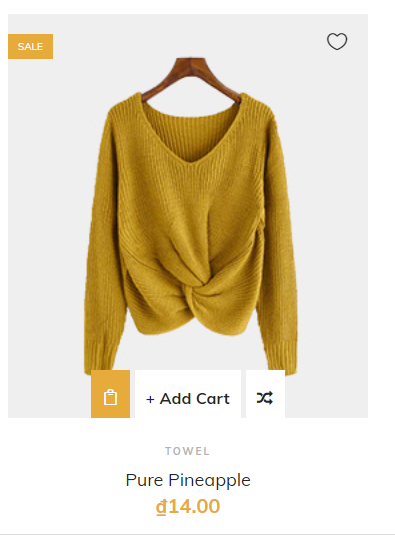 SALE
+ Add Cart
TOWEL
Pure Pineapple
₫14.00